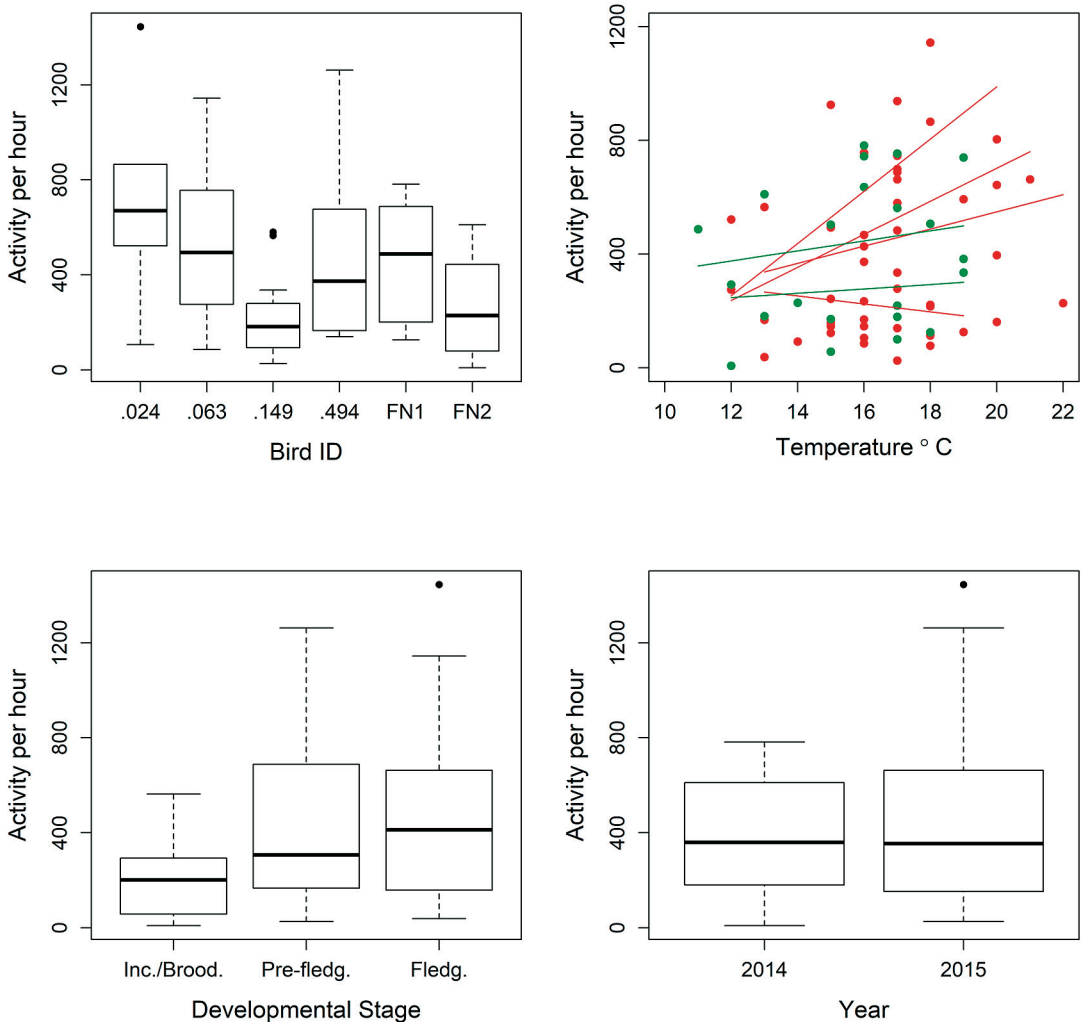 Activity per hour
1200
800
400
0
.024 .063 .149 .494 FN1 FN2
Bird ID
Activity per hour
1200
800
400
0
10 12 14 16 18 20 22
Temperature ° C
Activity per hour
1200
800
400
0
Inc./Brood. Pre-fledg. Fledg.
Developmental Stage
Activity per hour
1200
800
400
0
2014 2015
Year